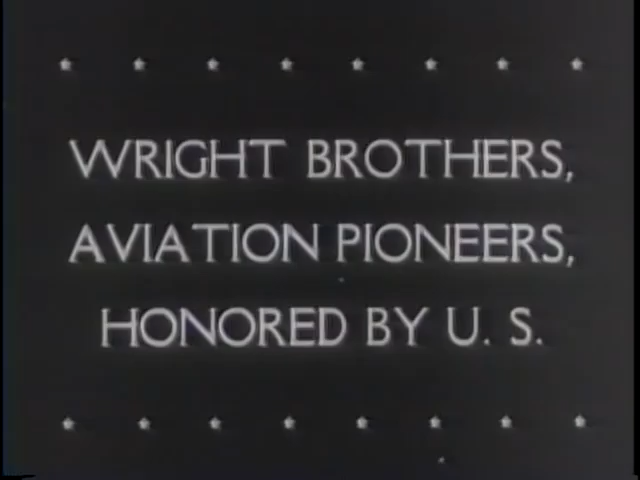 WRIGHT BROTHERS,
AVIATION PIONEERS,
HONORED BY U. S.